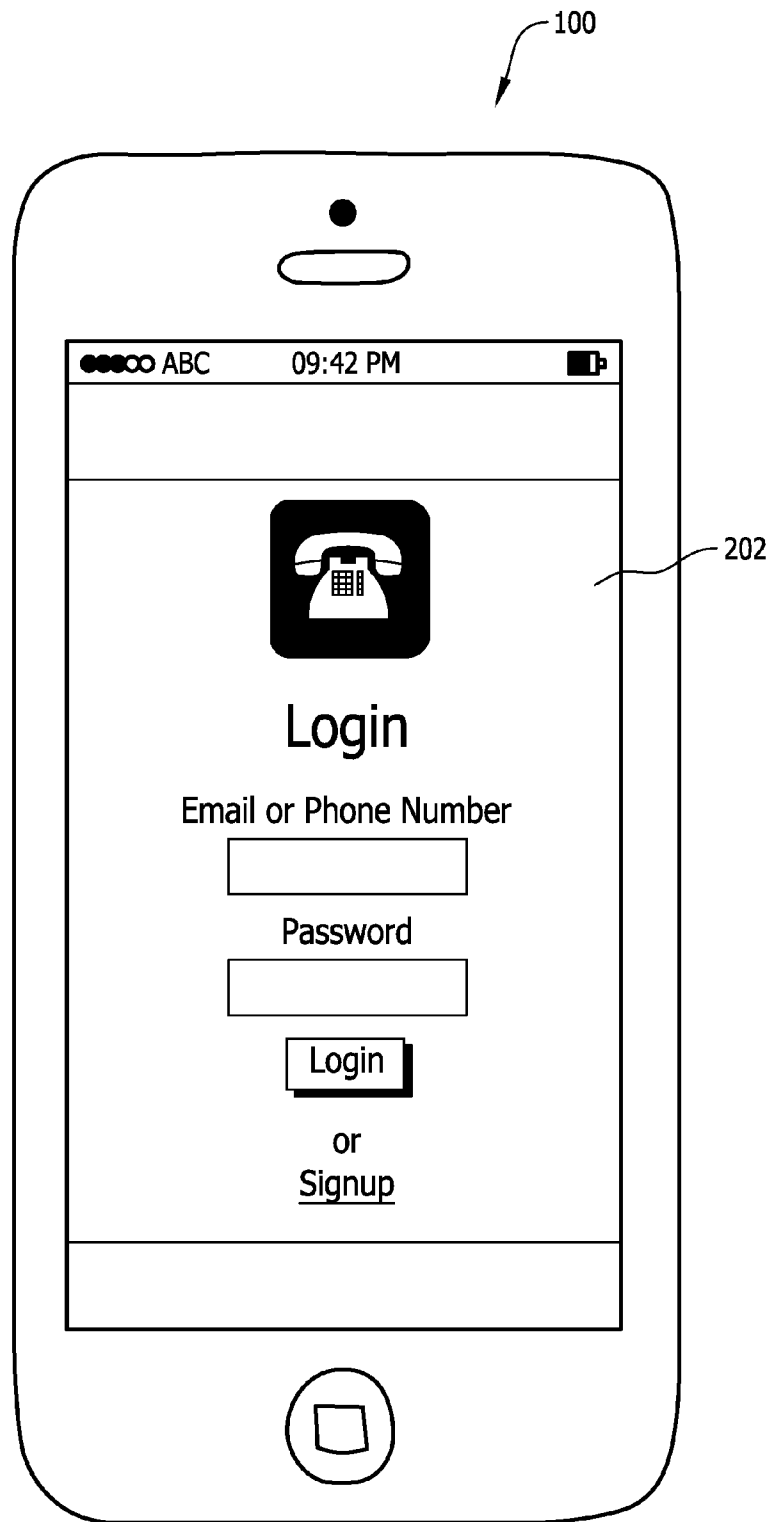 100
ABC 09:42 PM
202
Login
Email or Phone Number
Password
Login
or
Signup